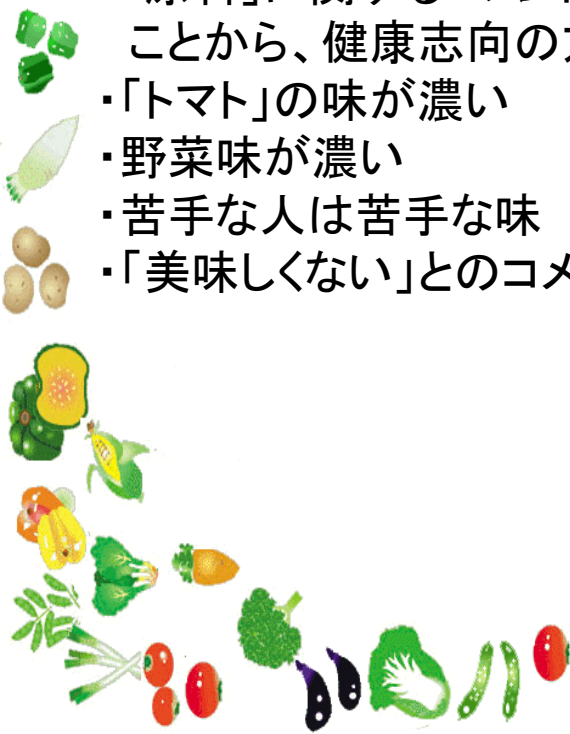 ことから、健康志向の
・「トマト」の味が濃い
・野菜味が濃い
・苦手な人は苦手な味
・「美味しくない」とのコメ